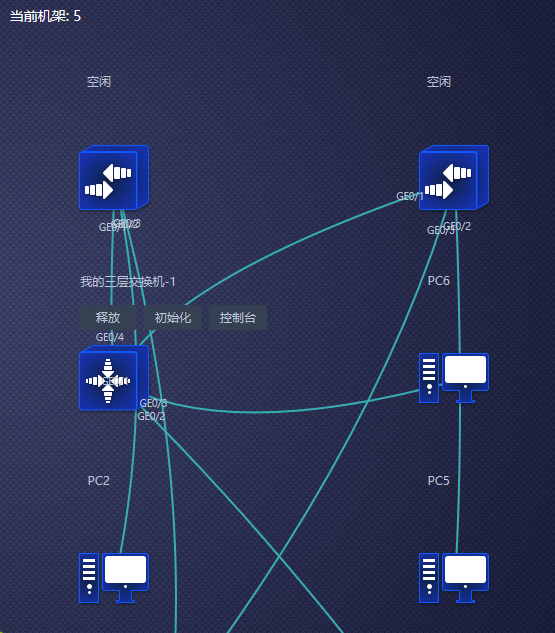 当前机架: 5
空闲
空闲
GE0/1
GE0/3
GE0/2
GE0/3
PC6
我的三层交换机-1
释放
初始化
控制台
GE0/4
GE0/3
GE0/2
PC2
PC5